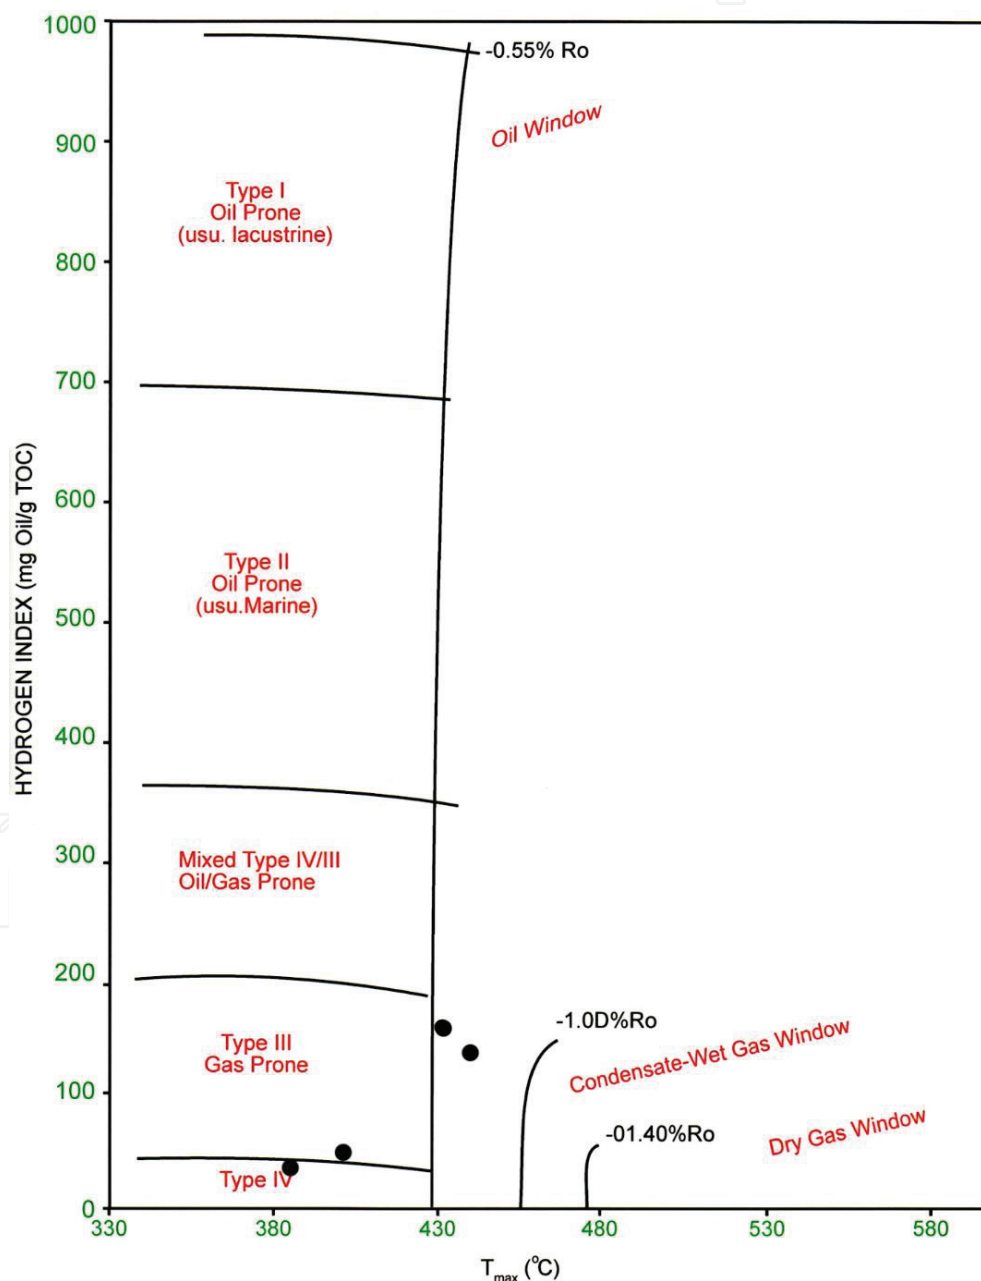 1000
-0.55% Ro
Oil Window
900
Type I
Oil Prone
(usu. lacustrine)
800
700
600
Type II
Oil Prone
(usu.Marine)
500
HYDROGEN INDEX (mg Oil/g TOC)
400
300
Mixed Type IV/III
Oil/Gas Prone
200
Type III
Gas Prone
-1.0D%Ro
Condensate-Wet Gas Window
100
-01.40%Ro
Dry Gas Window
Type IV
0
330
380
430
480
530
580
Tmax (°C)